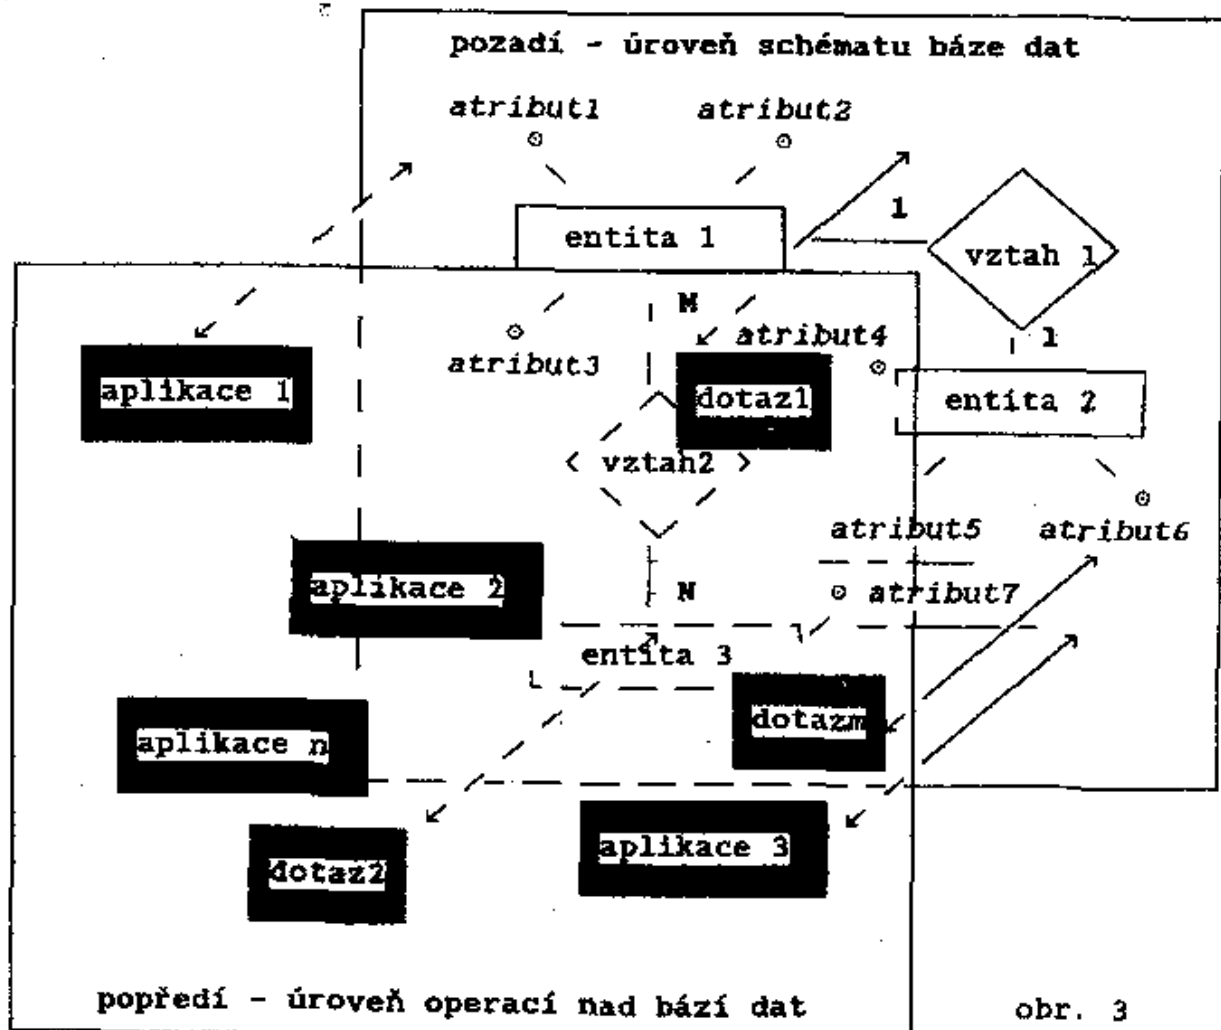 pozadí - úroveň schématu báze dat
atribut1 atribut2
entita 1
1
vztah 1
M
1
atribut3
atribut4
aplikace 1
dotaz1
entita 2
vztah2
atribut5 atribut6
aplikace 2
N
atribut7
entita 3
dotazm
aplikace n
aplikace 3
dotaz2
popředí - úroveň operací nad bází dat
obr. 3